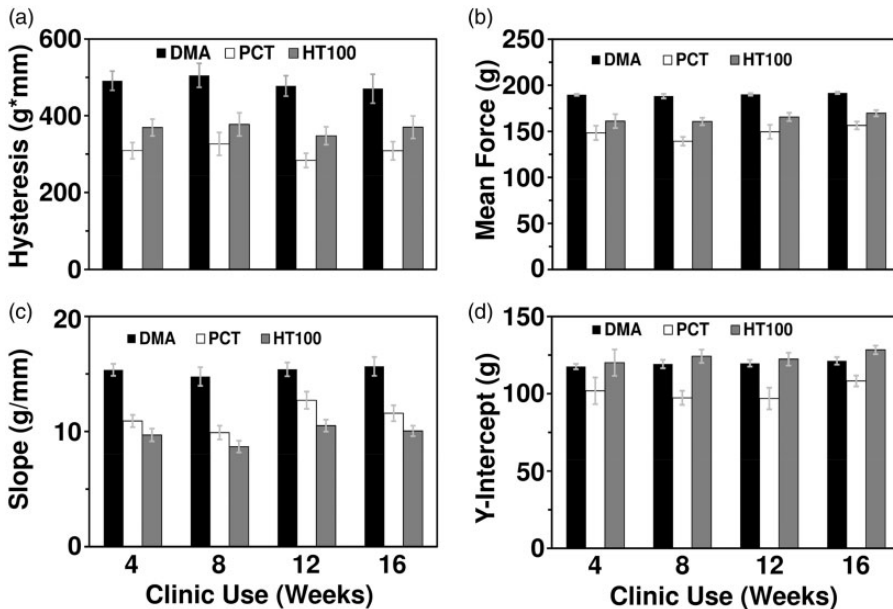 (a)
Hysteresis (g*mm)
600
400
200
0
DMA PCT HT100
(b)
Mean Force (g)
250
200
150
100
50
0
DMA PCT HT100
(c)
Slope (g/mm)
20
15
10
5
0
DMA PCT HT100
4 8 12 16
Clinic Use (Weeks)
(d)
Y-Intercept (g)
150
100
50
0
DMA PCT HT100
4 8 12 16
Clinic Use (Weeks)